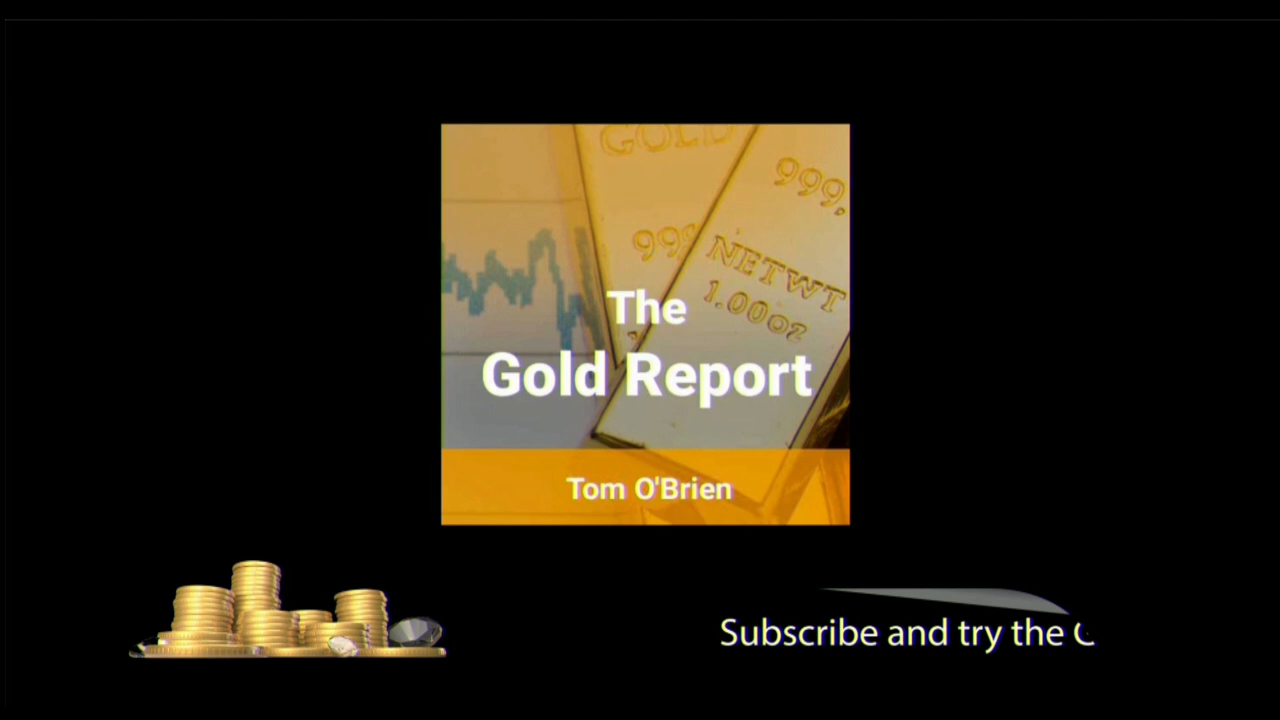 GOLD
999.
999
NETWT
1.00oz
The
Gold Report
Tom O'Brien
Subscribe and try the